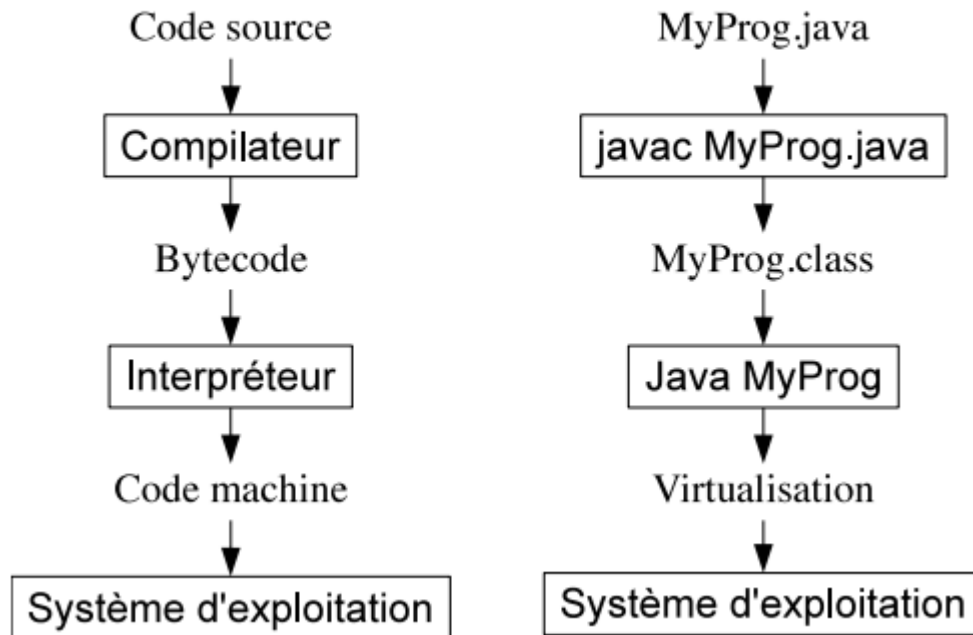 Code source
Compilateur
Bytecode
Interpréteur
Code machine
Système d'exploitation
MyProg.java
javac MyProg.java
MyProg.class
Java MyProg
Virtualisation
Système d'exploitation